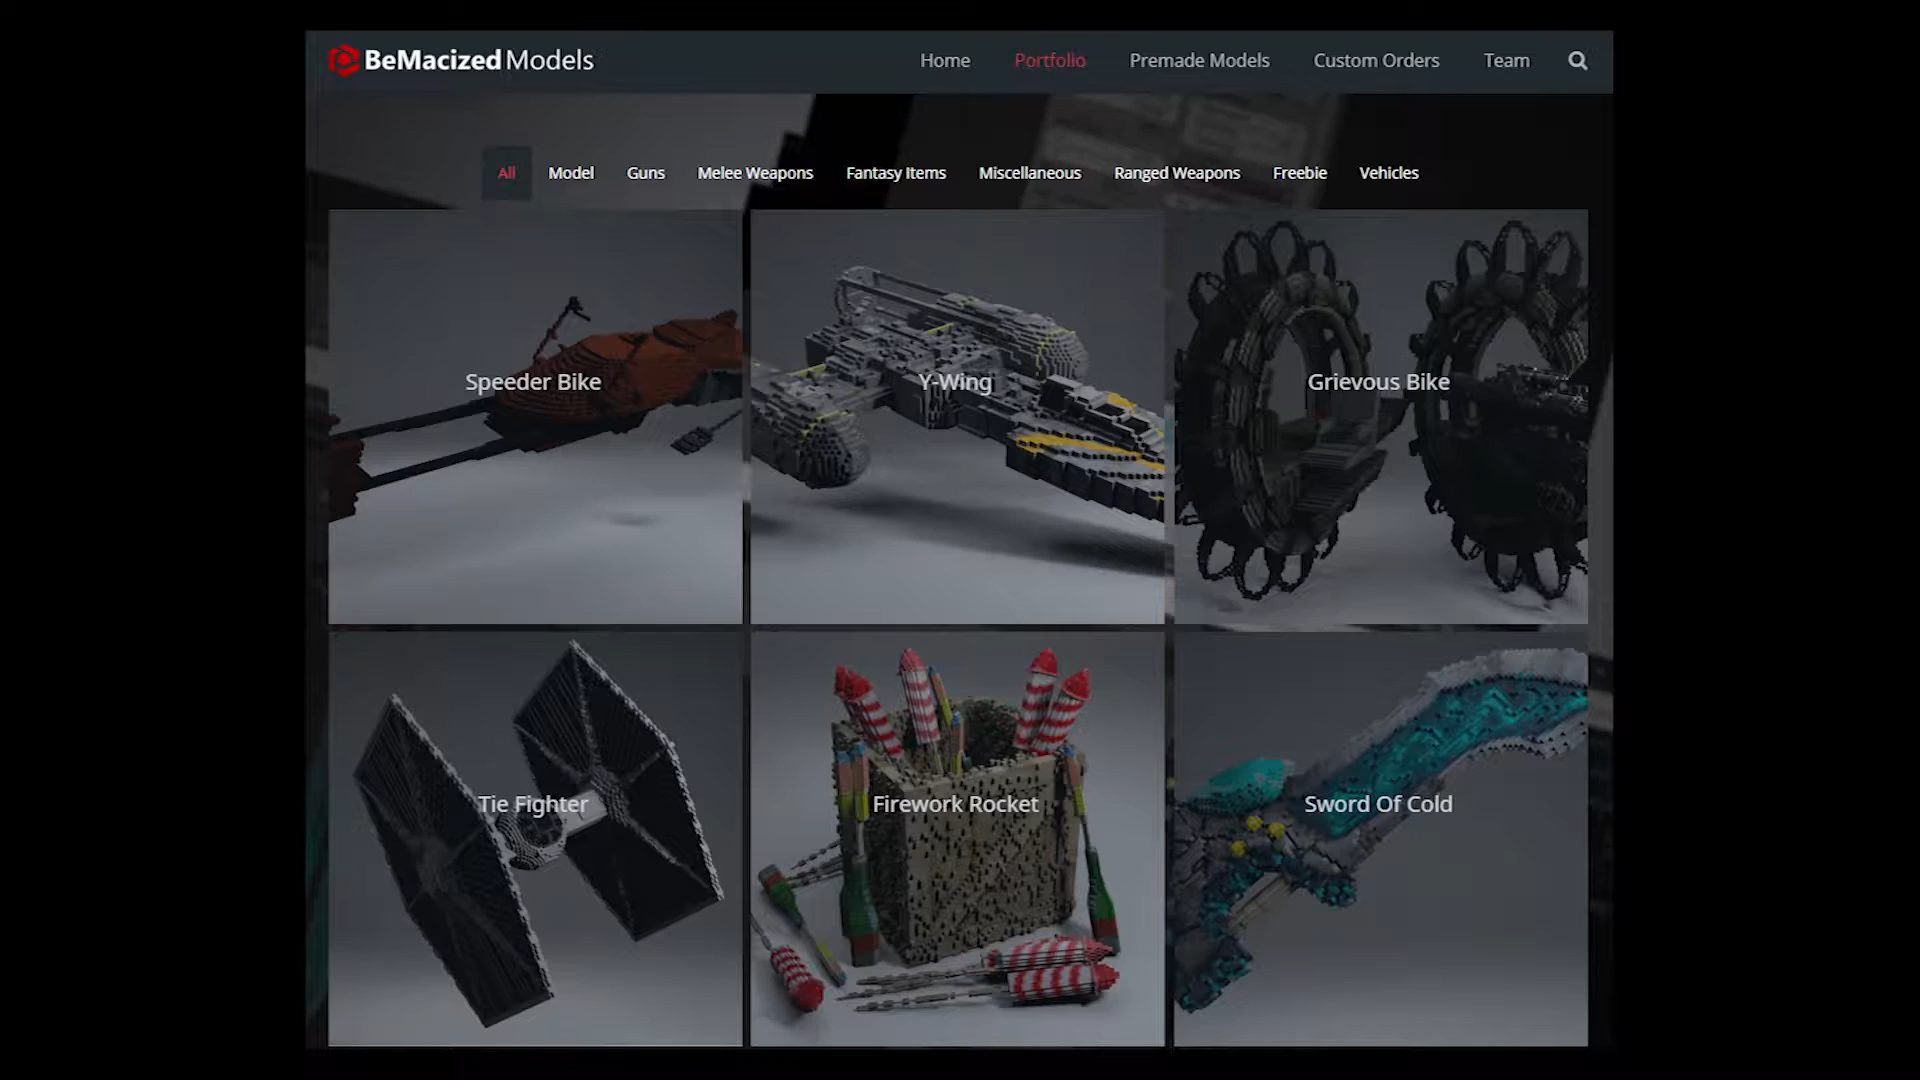 BeMacized Models Home Portfolio Premade Models Custom Orders Team
All Model Guns Melee Weapons Fantasy Items Miscellaneous Ranged Weapons Freebie Vehicles
Speeder Bike Y-Wing Grievous Bike
Tie Fighter Firework Rocket Sword Of Cold